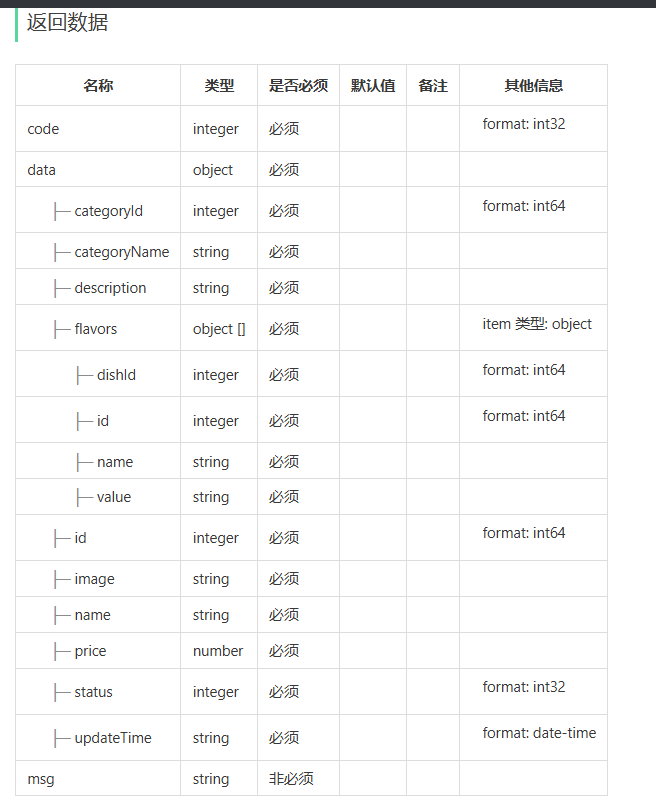 返回数据
名称 类型 是否必须 默认值 备注 其他信息
code integer 必须 format: int32
data object 必须
├─ categoryId integer 必须 format: int64
├─ categoryName string 必须
├─ description string 必须
├─ flavors object [] 必须 item 类型: object
├─ dishId integer 必须 format: int64
├─ id integer 必须 format: int64
├─ name string 必须
├─ value string 必须
├─ id integer 必须 format: int64
├─ image string 必须
├─ name string 必须
├─ price number 必须
├─ status integer 必须 format: int32
├─ updateTime string 必须 format: date-time
msg string 非必须